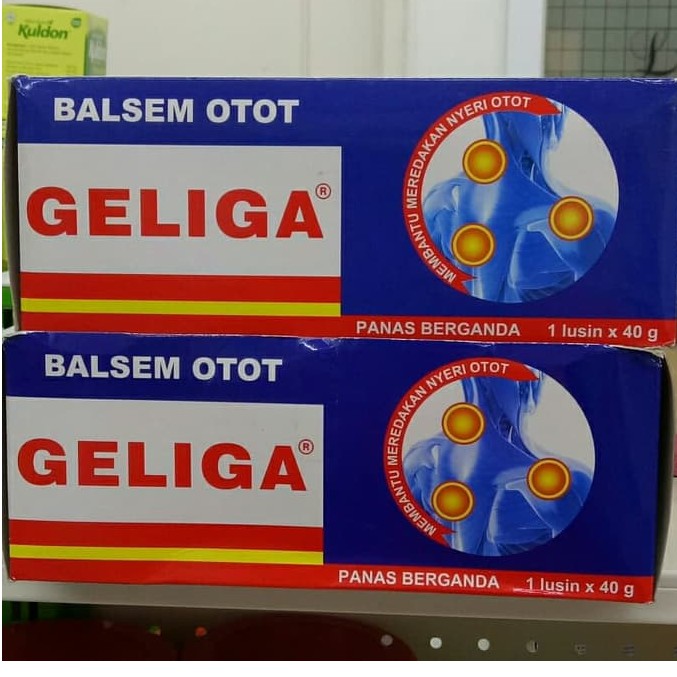 Kuldon
BALSEM OTOT
GELIGA®
MEMBANTU MEREDAKAN NYERI OTOT
PANAS BERGANDA 1 lusin x 40 g
BALSEM OTOT
GELIGA®
MEMBANTU MEREDAKAN NYERI OTOT
PANAS BERGANDA 1 lusin x 40 g